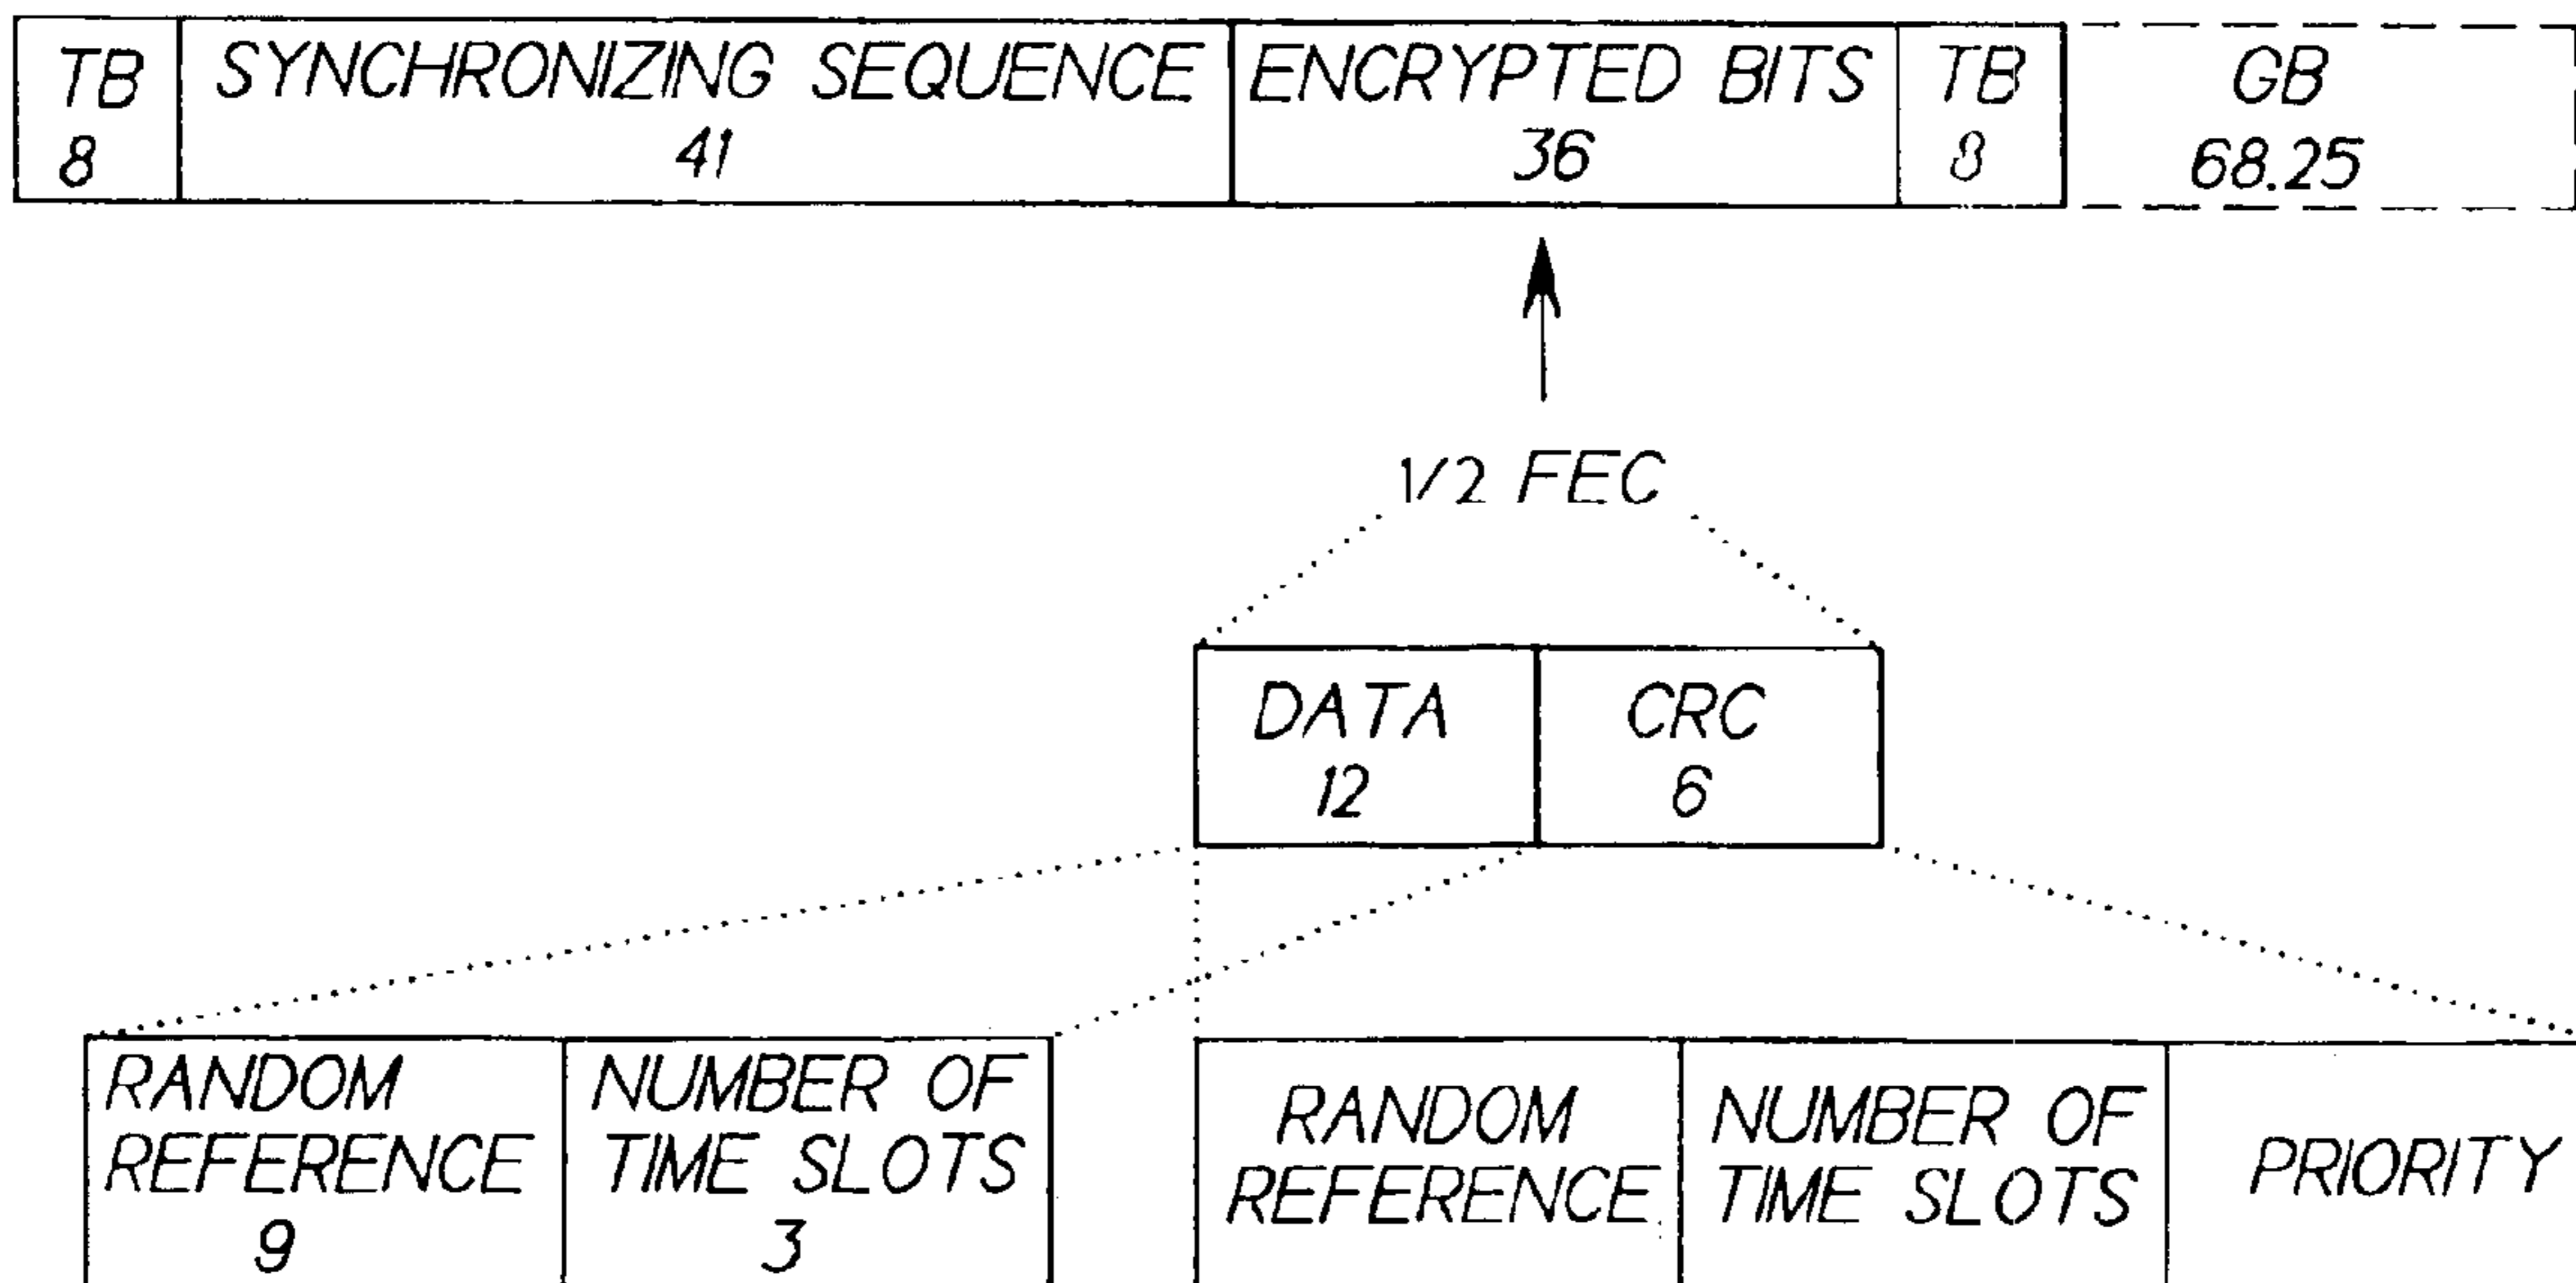 TB SYNCHRONIZING SEQUENCE ENCRYPTED BITS TB GB
8 41 36 8 68.25
1/2 FEC
DATA CRC
12 6
RANDOM REFERENCE 9
NUMBER OF TIME SLOTS 3
RANDOM REFERENCE
NUMBER OF TIME SLOTS
PRIORITY